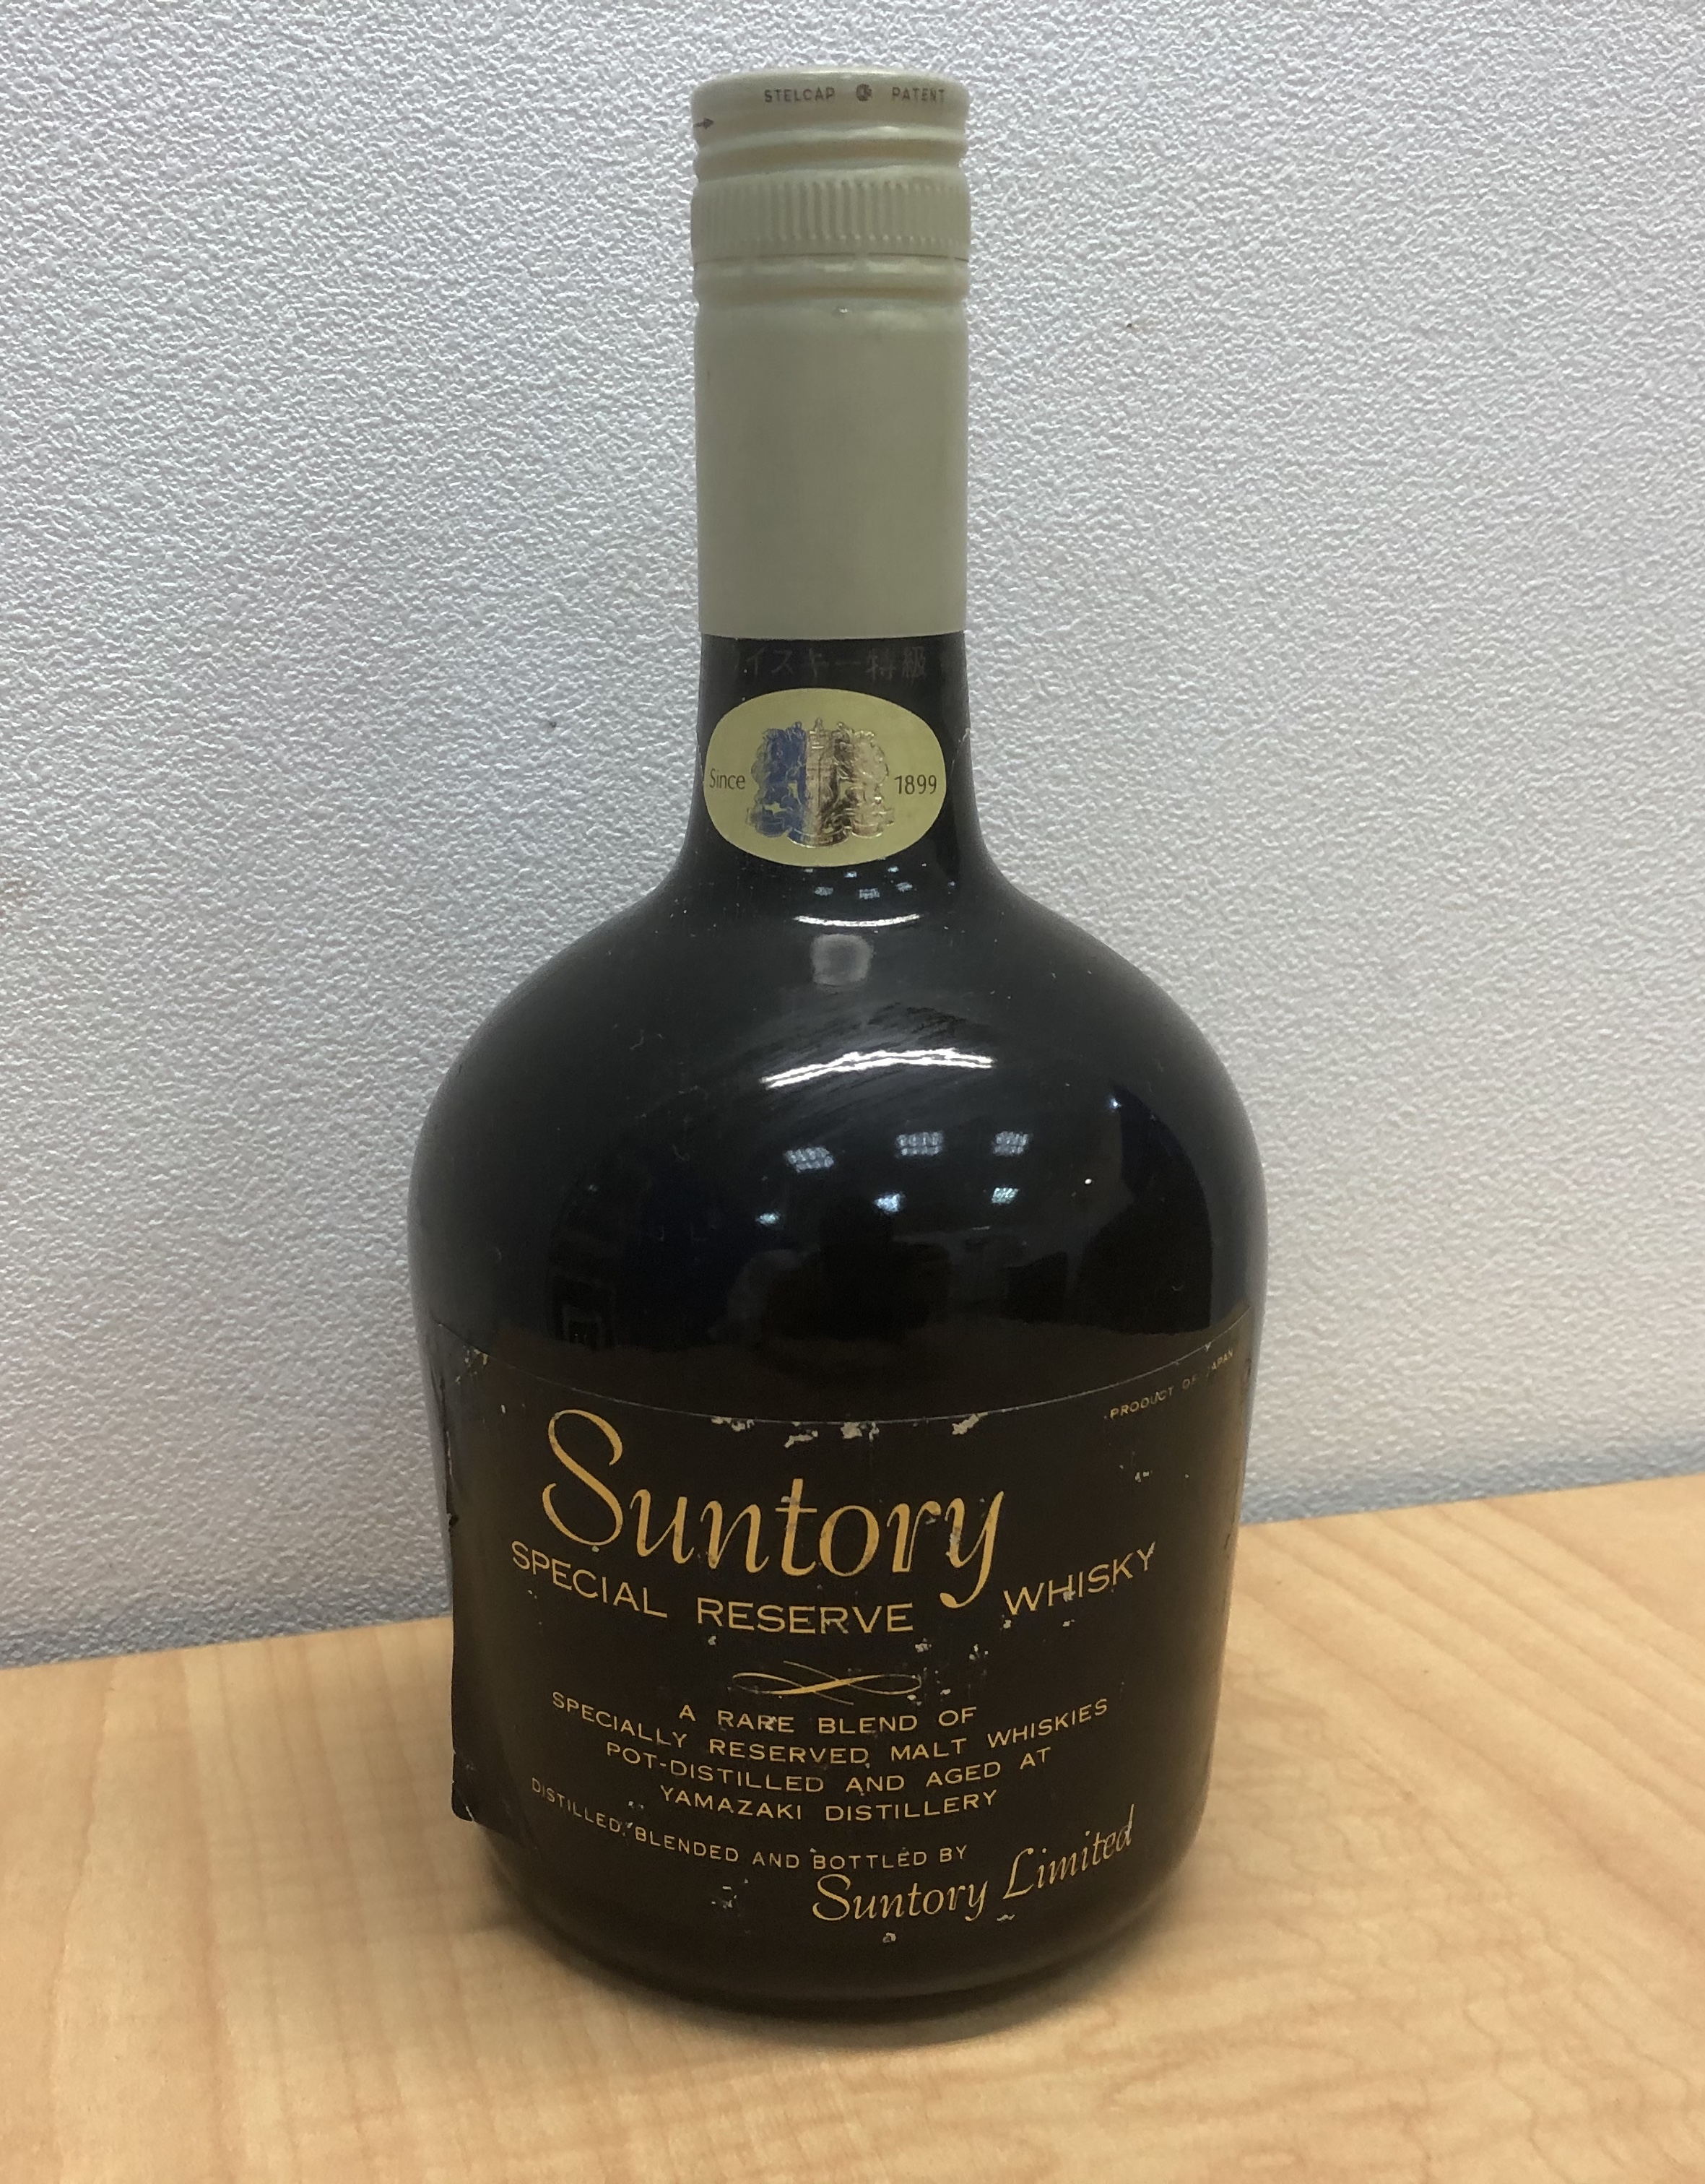 STELCAP PATENT
ウイスキー特級
Since 1899
PRODUCT OF JAPAN
Suntory
SPECIAL RESERVE WHISKY
A RARE BLEND OF
SPECIALLY RESERVED MALT WHISKIES
POT-DISTILLED AND AGED AT
YAMAZAKI DISTILLERY
DISTILLED, BLENDED AND BOTTLED BY
Suntory Limited